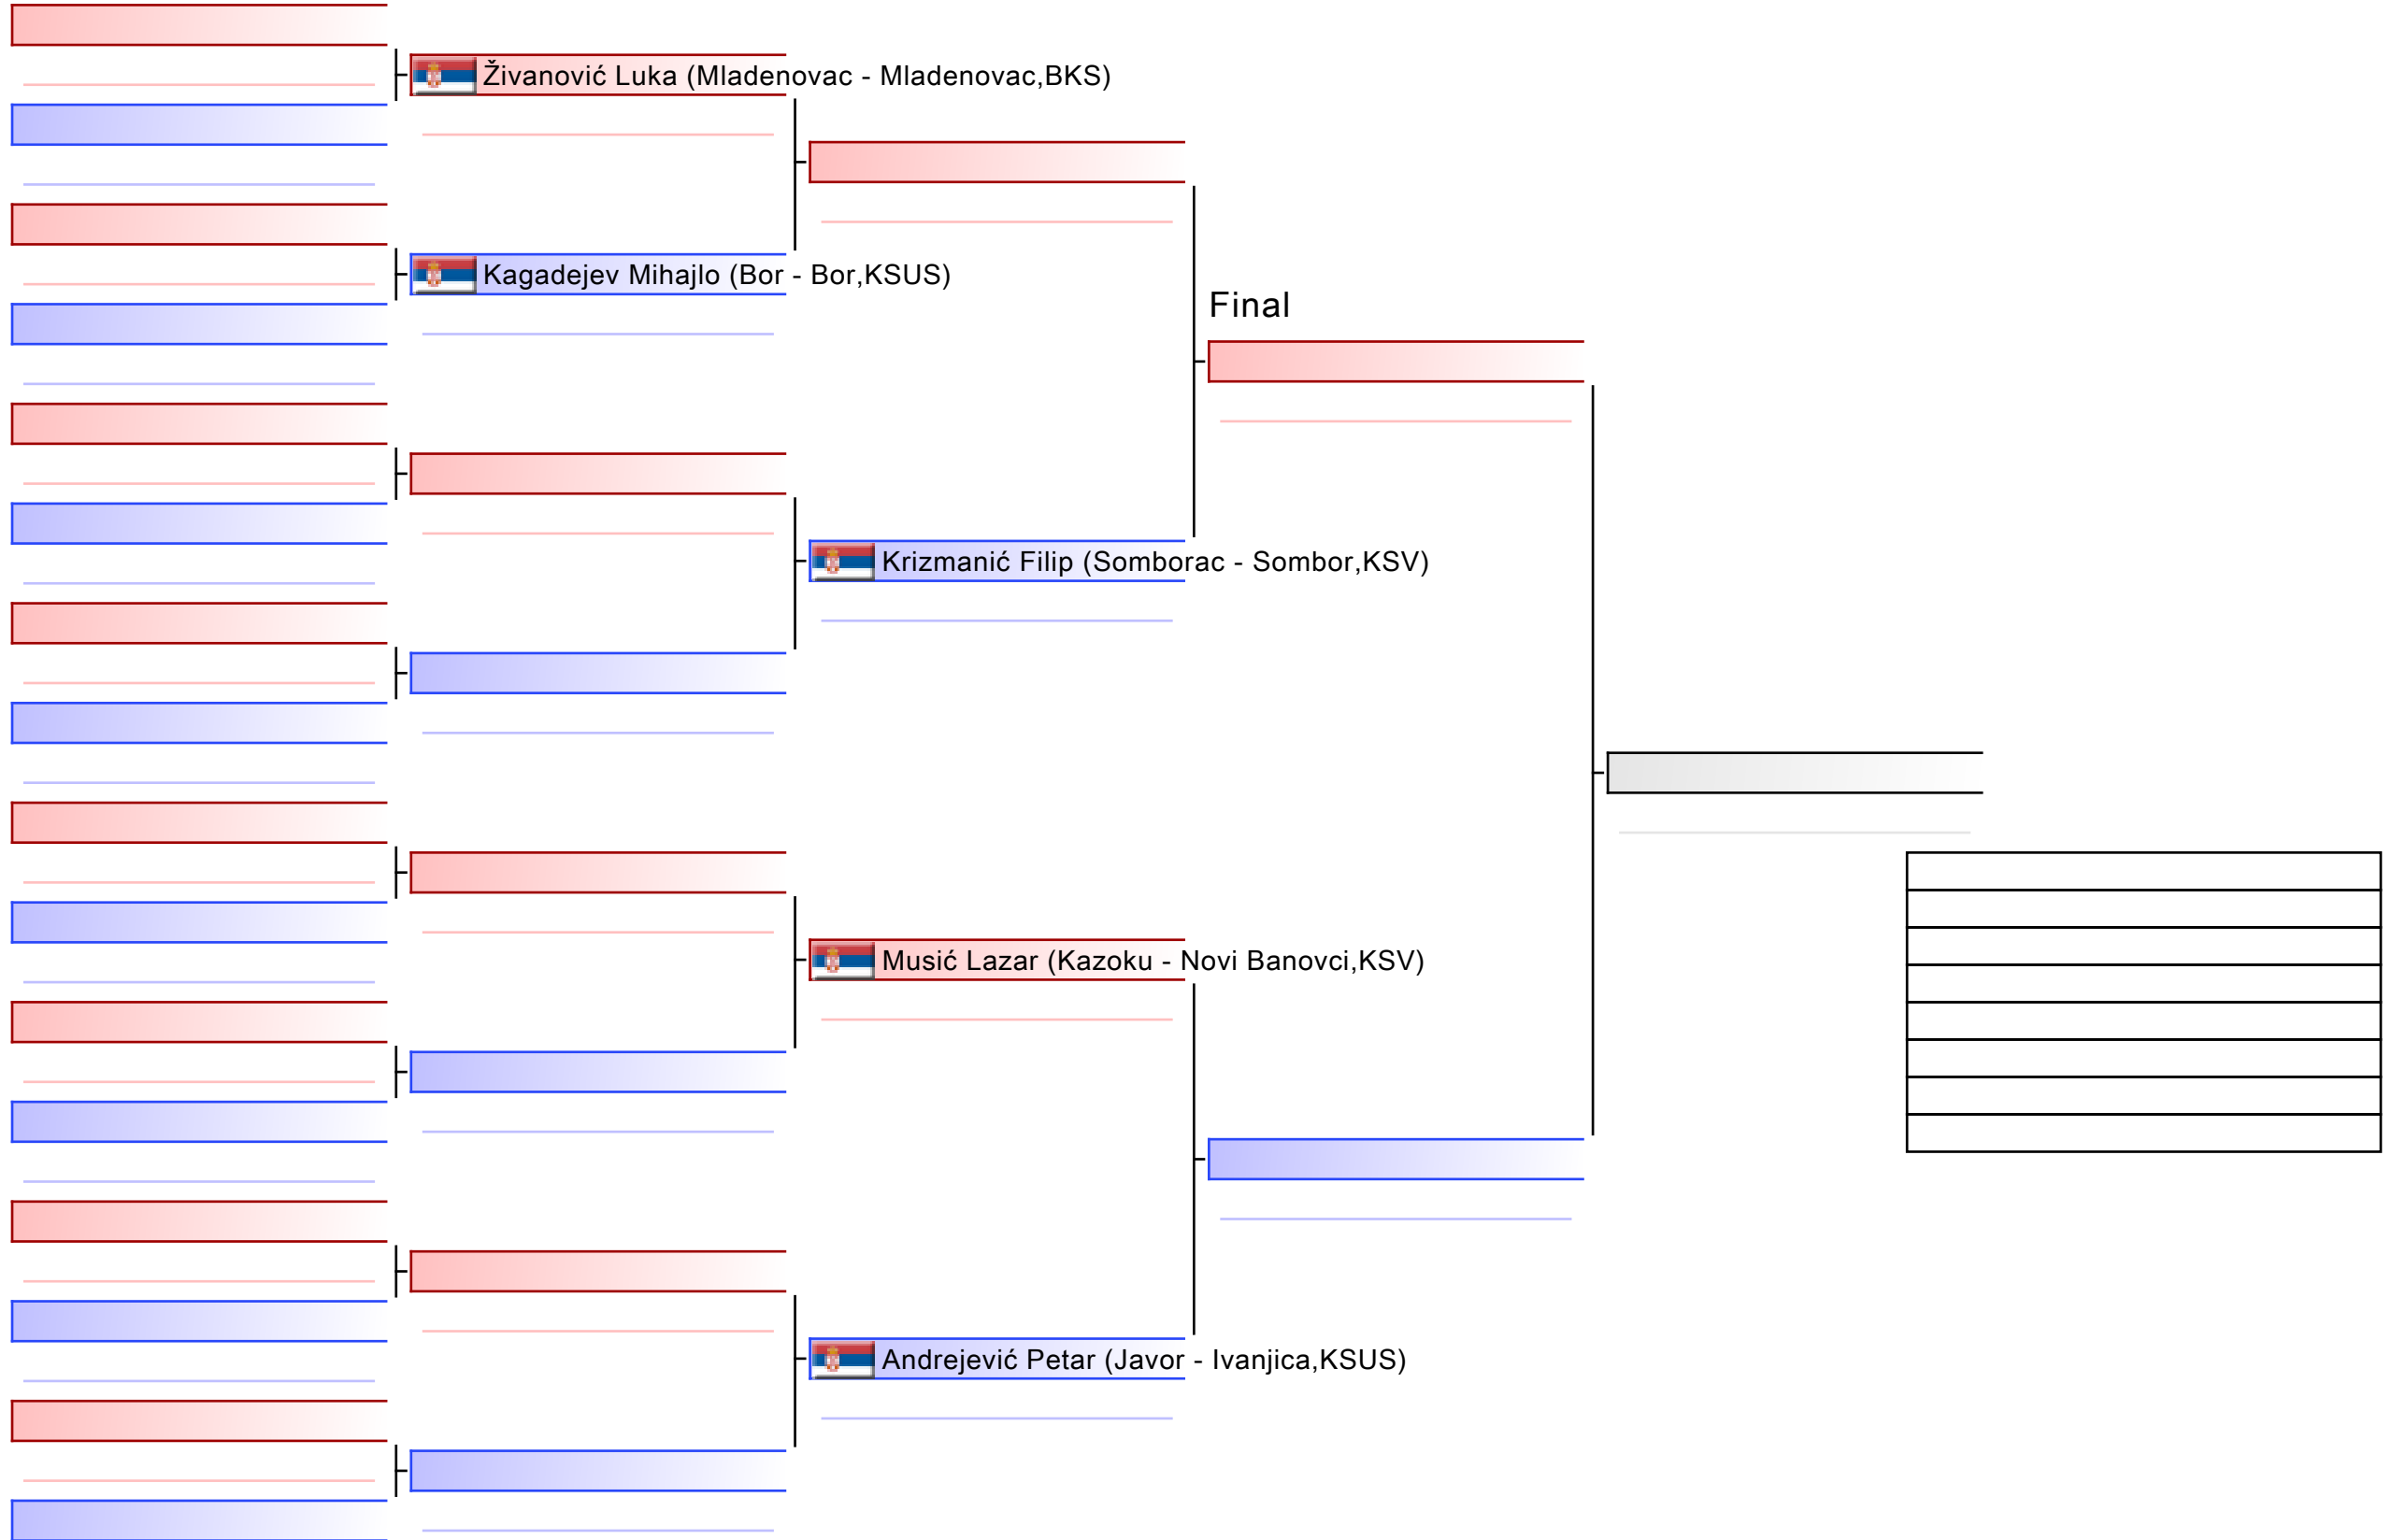 Živanović Luka (Mladenovac - Mladenovac,BKS)
Kagadejev Mihajlo (Bor - Bor,KSUS)
Final
Krizmanić Filip (Somborac - Sombor,KSV)
Musić Lazar (Kazoku - Novi Banovci,KSV)
Andrejević Petar (Javor - Ivanjica,KSUS)